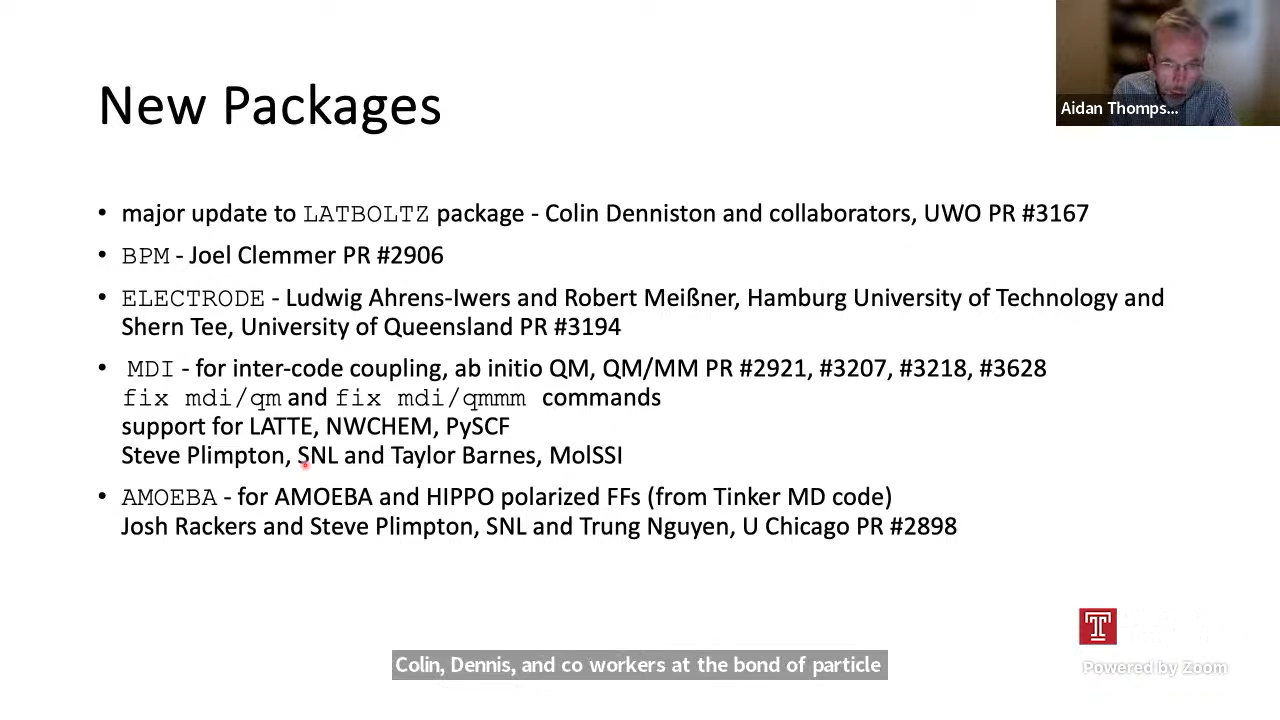 New Packages
Aidan Thomps...
• major update to LATBOLTZ package - Colin Denniston and collaborators, UWO PR #3167
• BPM - Joel Clemmer PR #2906
• ELECTRODE - Ludwig Ahrens-Iwers and Robert Meißner, Hamburg University of Technology and
Shern Tee, University of Queensland PR #3194
• MDI - for inter-code coupling, ab initio QM, QM/MM PR #2921, #3207, #3218, #3628
fix mdi/qm and fix mdi/qmmm commands
support for LATTE, NWCHEM, PySCF
Steve Plimpton, SNL and Taylor Barnes, MolSSI
• AMOEBA - for AMOEBA and HIPPO polarized FFs (from Tinker MD code)
Josh Rackers and Steve Plimpton, SNL and Trung Nguyen, U Chicago PR #2898
T
Colin, Dennis, and co workers at the bond of particle
Powered by Zoom